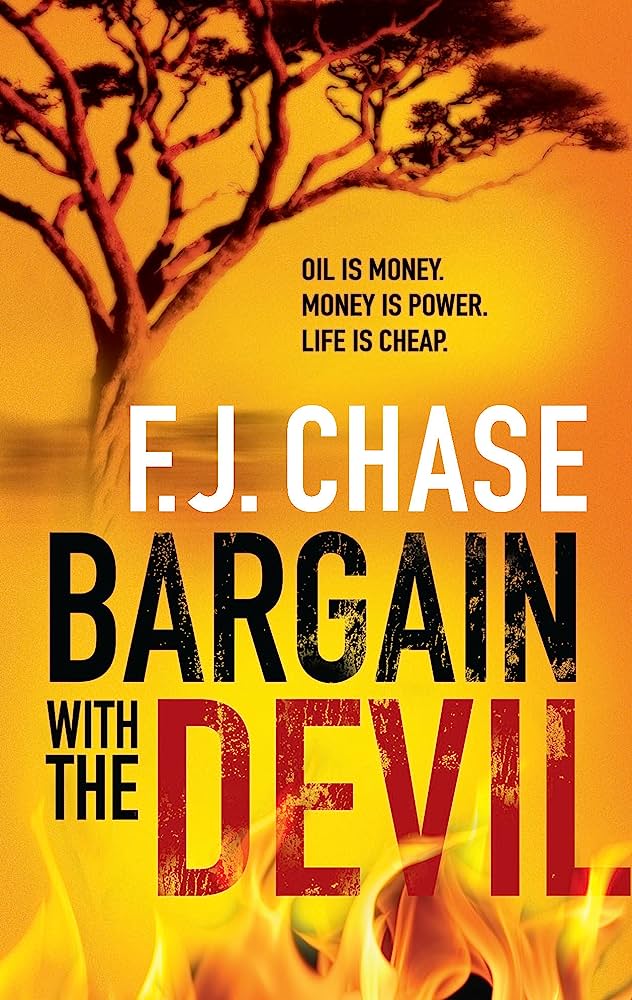 OIL IS MONEY.
MONEY IS POWER.
LIFE IS CHEAP.
F.J. CHASE
BARGAIN
WITH
THE
DEVIL